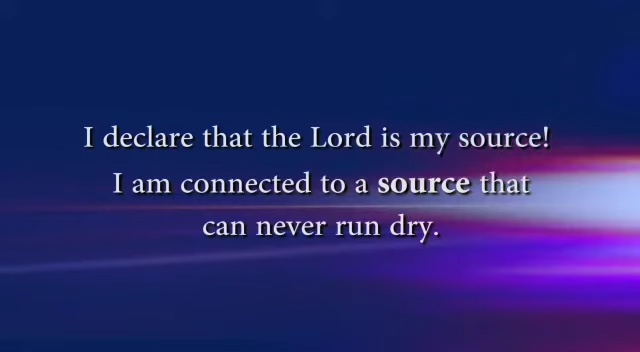 I declare that the Lord is my source!
I am connected to a source that
can never run dry.